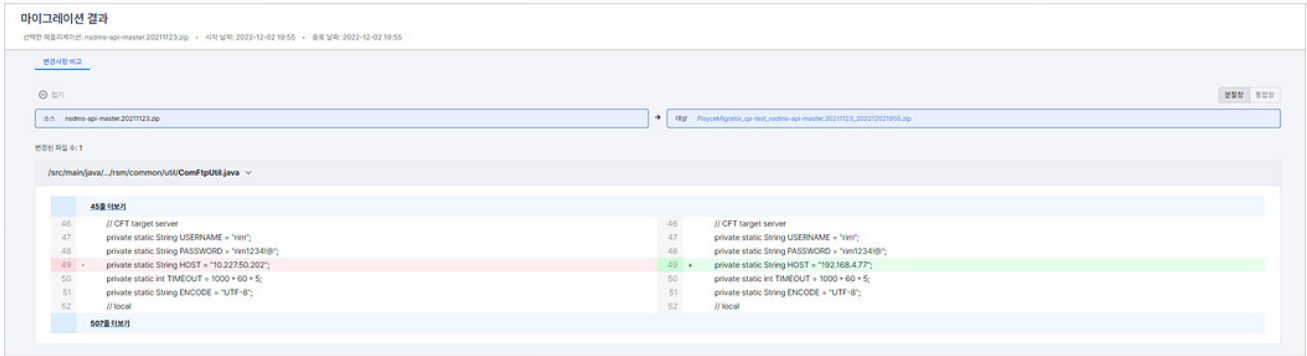 마이그레이션 결과
선택한 애플리케이션: nsdms-api-master.20211123.zip • 시작 날짜: 2022-12-02 19:55 • 종료 날짜: 2022-12-02 19:55
변경사항 비교
접기
분할창 통합창
소스 nsdms-api-master.20211123.zip → 대상 PlayceMigrator_qa-test_nsdms-api-master.20211123_202212021955.zip
변경된 파일 수: 1
/src/main/java/.../rsm/common/util/ComFtpUtil.java
45줄 더보기
46 // CFT target server 46 // CFT target server
47 private static String USERNAME = "rim"; 47 private static String USERNAME = "rim";
48 private static String PASSWORD = "rim1234!@"; 48 private static String PASSWORD = "rim1234!@";
49 - private static String HOST = "10.227.50.202"; 49 + private static String HOST = "192.168.4.77";
50 private static int TIMEOUT = 1000 * 60 * 5; 50 private static int TIMEOUT = 1000 * 60 * 5;
51 private static String ENCODE = "UTF-8"; 51 private static String ENCODE = "UTF-8";
52 // local 52 // local
507줄 더보기